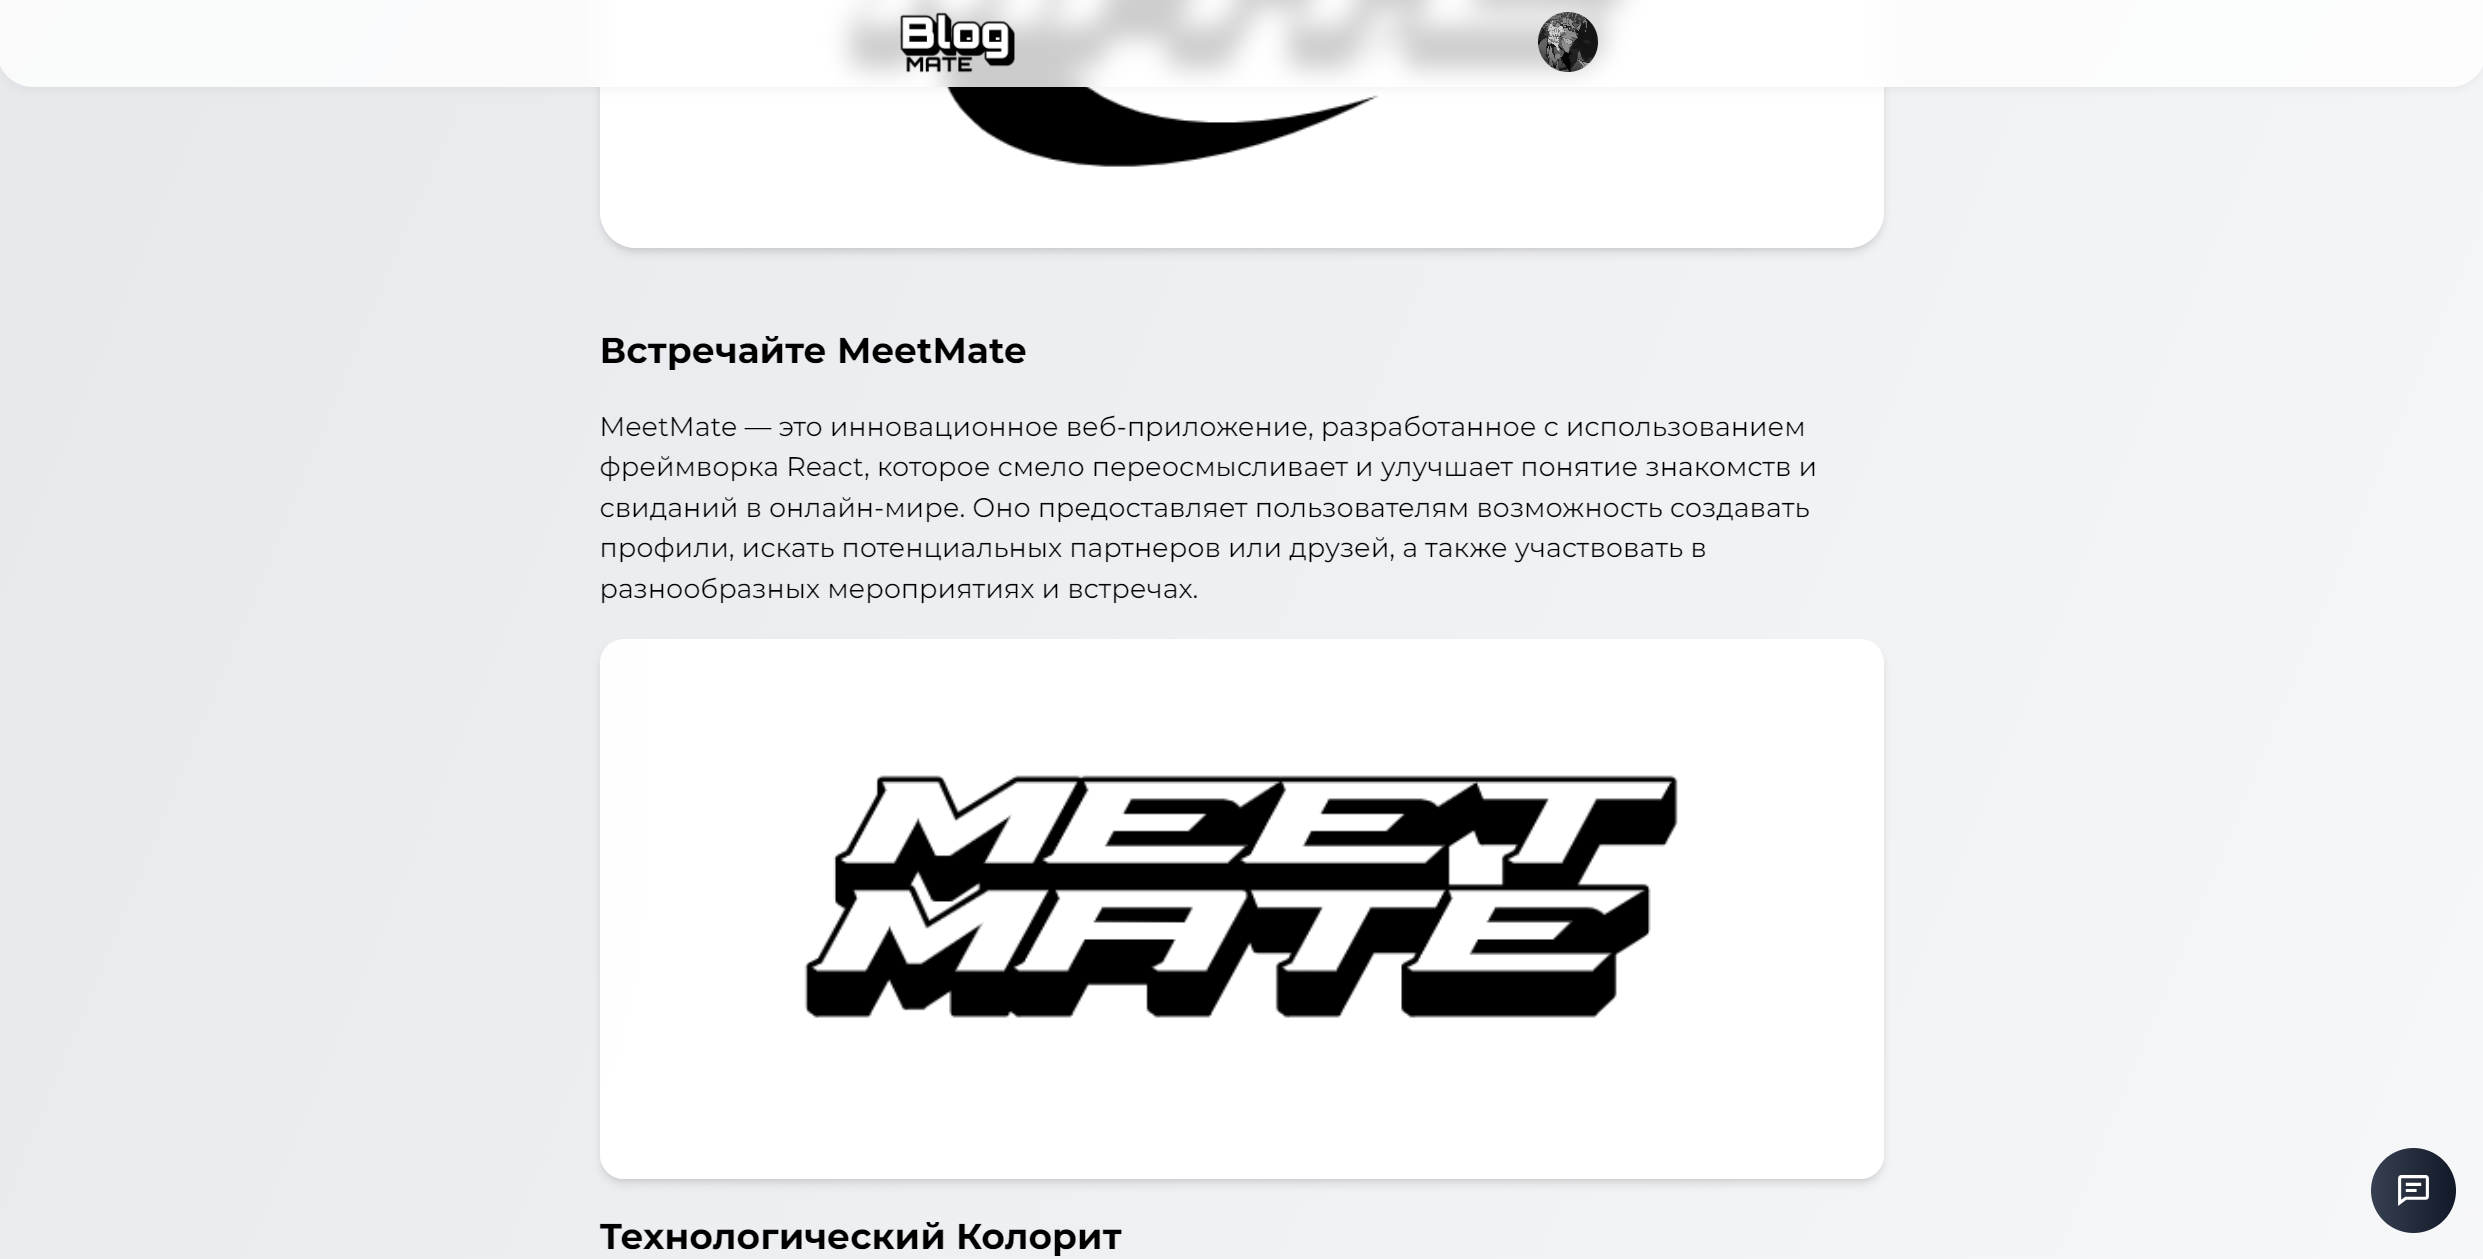 Blog
MATE
Встречайте MeetMate
MeetMate — это инновационное веб-приложение, разработанное с использованием
фреймворка React, которое смело переосмысливает и улучшает понятие знакомств и
свиданий в онлайн-мире. Оно предоставляет пользователям возможность создавать
профили, искать потенциальных партнеров или друзей, а также участвовать в
разнообразных мероприятиях и встречах.
MEET
MATE
Технологический Колорит